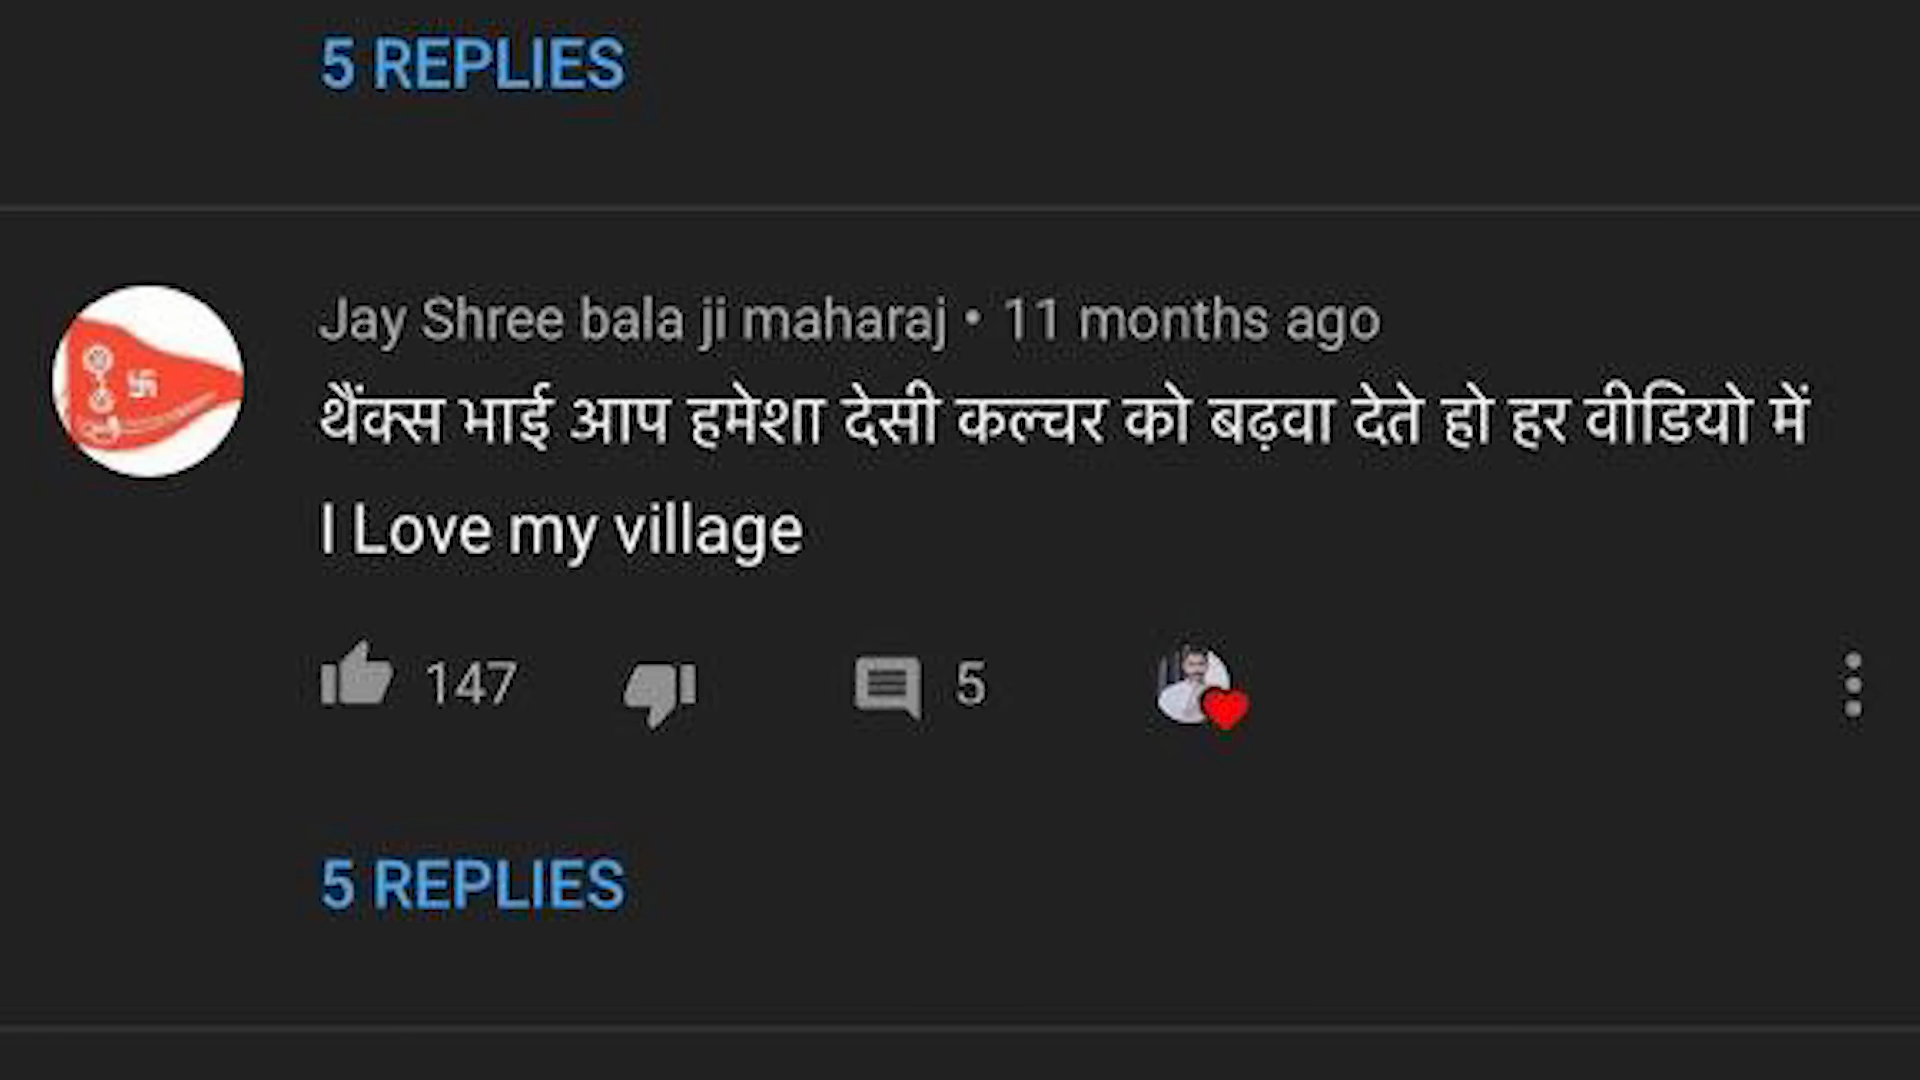 5 REPLIES
Jay Shree bala ji maharaj • 11 months ago
थैंक्स भाई आप हमेशा देसी कल्चर को बढ़वा देते हो हर वीडियो में
I Love my village
147
5
5 REPLIES